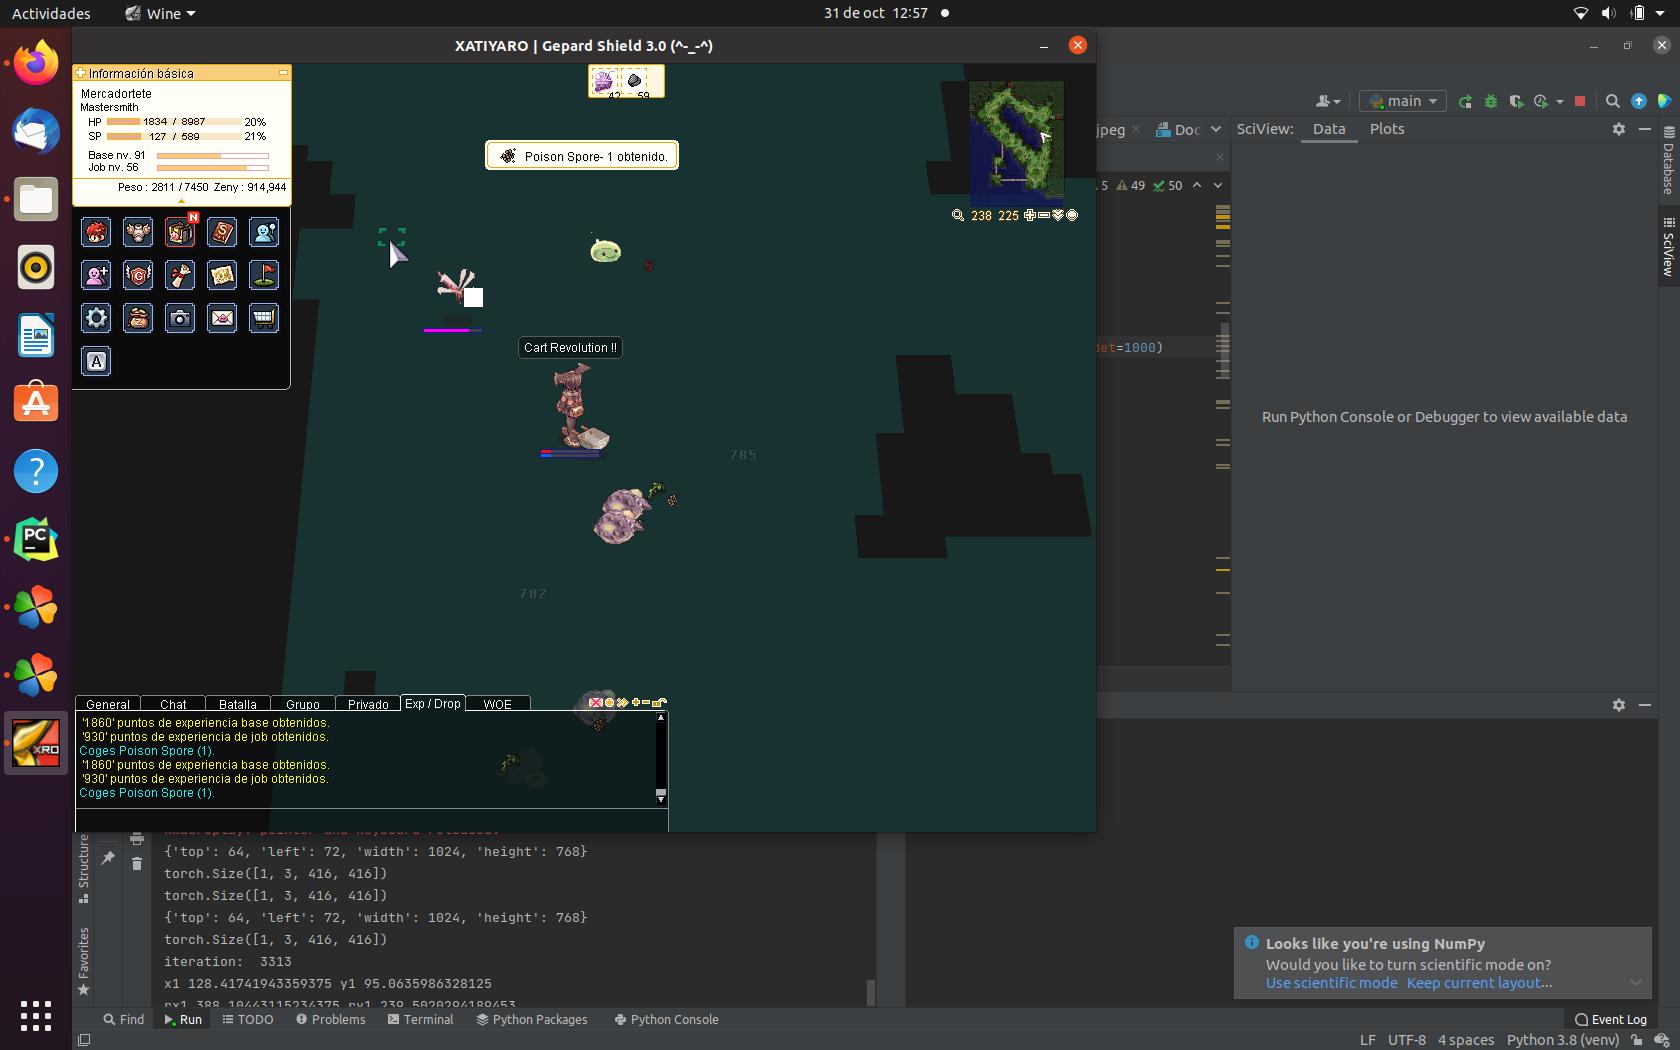 Actividades
Wine
31 de oct 12:57
XATIYARO | Gepard Shield 3.0 (^-_-^)
Información básica
Mercadortete
Mastersmith
HP 1834 / 8987 20%
SP 127 / 589 21%
Base nv. 91
Job nv. 56
Peso : 2811 / 7450 Zeny : 914,944
N
G
S
A
42 59
Poison Spore- 1 obtenido.
238 225
5
Cart Revolution !!
785
782
General Chat Batalla Grupo Privado Exp / Drop WOE
'1860' puntos de experiencia base obtenidos.
'930' puntos de experiencia de job obtenidos.
Coges Poison Spore (1).
'1860' puntos de experiencia base obtenidos.
'930' puntos de experiencia de job obtenidos.
Coges Poison Spore (1).
main
jpeg
Doc
SciView: Data Plots
5 49 50
det=1000)
Run Python Console or Debugger to view available data
Database
SciView
PC
XRO
Structure
Favorites
{'top': 64, 'left': 72, 'width': 1024, 'height': 768}
torch.Size([1, 3, 416, 416])
torch.Size([1, 3, 416, 416])
{'top': 64, 'left': 72, 'width': 1024, 'height': 768}
torch.Size([1, 3, 416, 416])
iteration: 3313
x1 128.41741943359375 y1 95.0635986328125
Looks like you're using NumPy
Would you like to turn scientific mode on?
Use scientific mode Keep current layout...
Find Run TODO Problems Terminal Python Packages Python Console
Event Log
LF UTF-8 4 spaces Python 3.8 (venv)